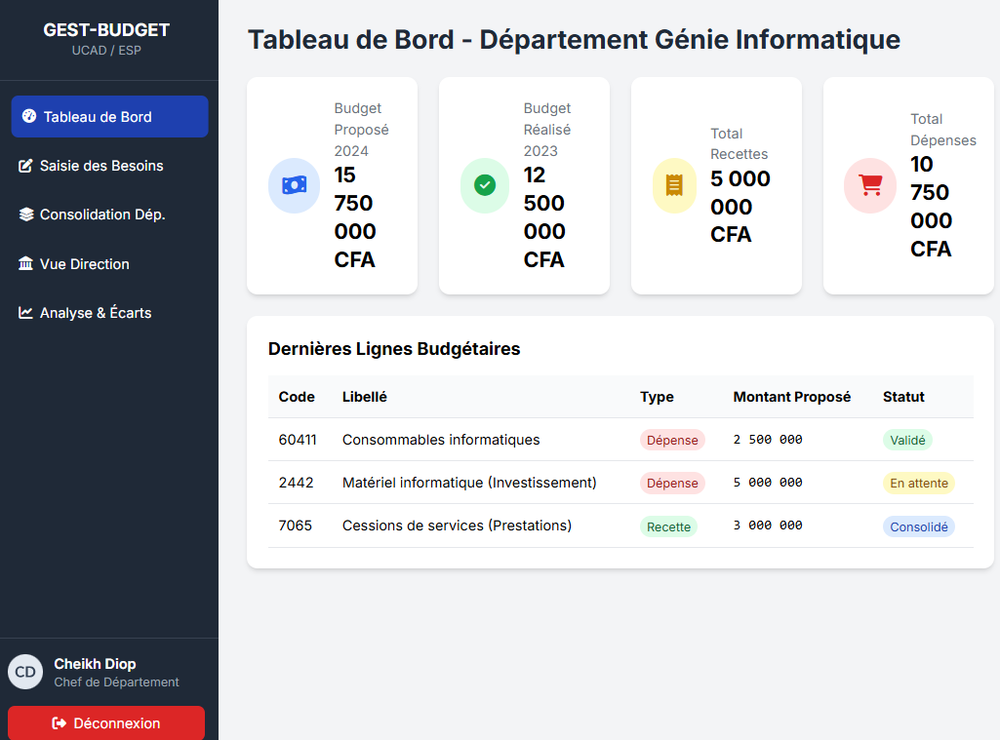 GEST-BUDGET
UCAD / ESP
Tableau de Bord
Saisie des Besoins
Consolidation Dép.
Vue Direction
Analyse & Écarts
CD
Cheikh Diop
Chef de Département
Déconnexion
Tableau de Bord - Département Génie Informatique
Budget
Proposé
2024
15
750
000
CFA
Budget
Réalisé
2023
12
500
000
CFA
Total
Recettes
5 000
000
CFA
Total
Dépenses
10
750
000
CFA
Dernières Lignes Budgétaires
Code Libellé Type Montant Proposé Statut
60411 Consommables informatiques Dépense 2 500 000 Validé
2442 Matériel informatique (Investissement) Dépense 5 000 000 En attente
7065 Cessions de services (Prestations) Recette 3 000 000 Consolidé